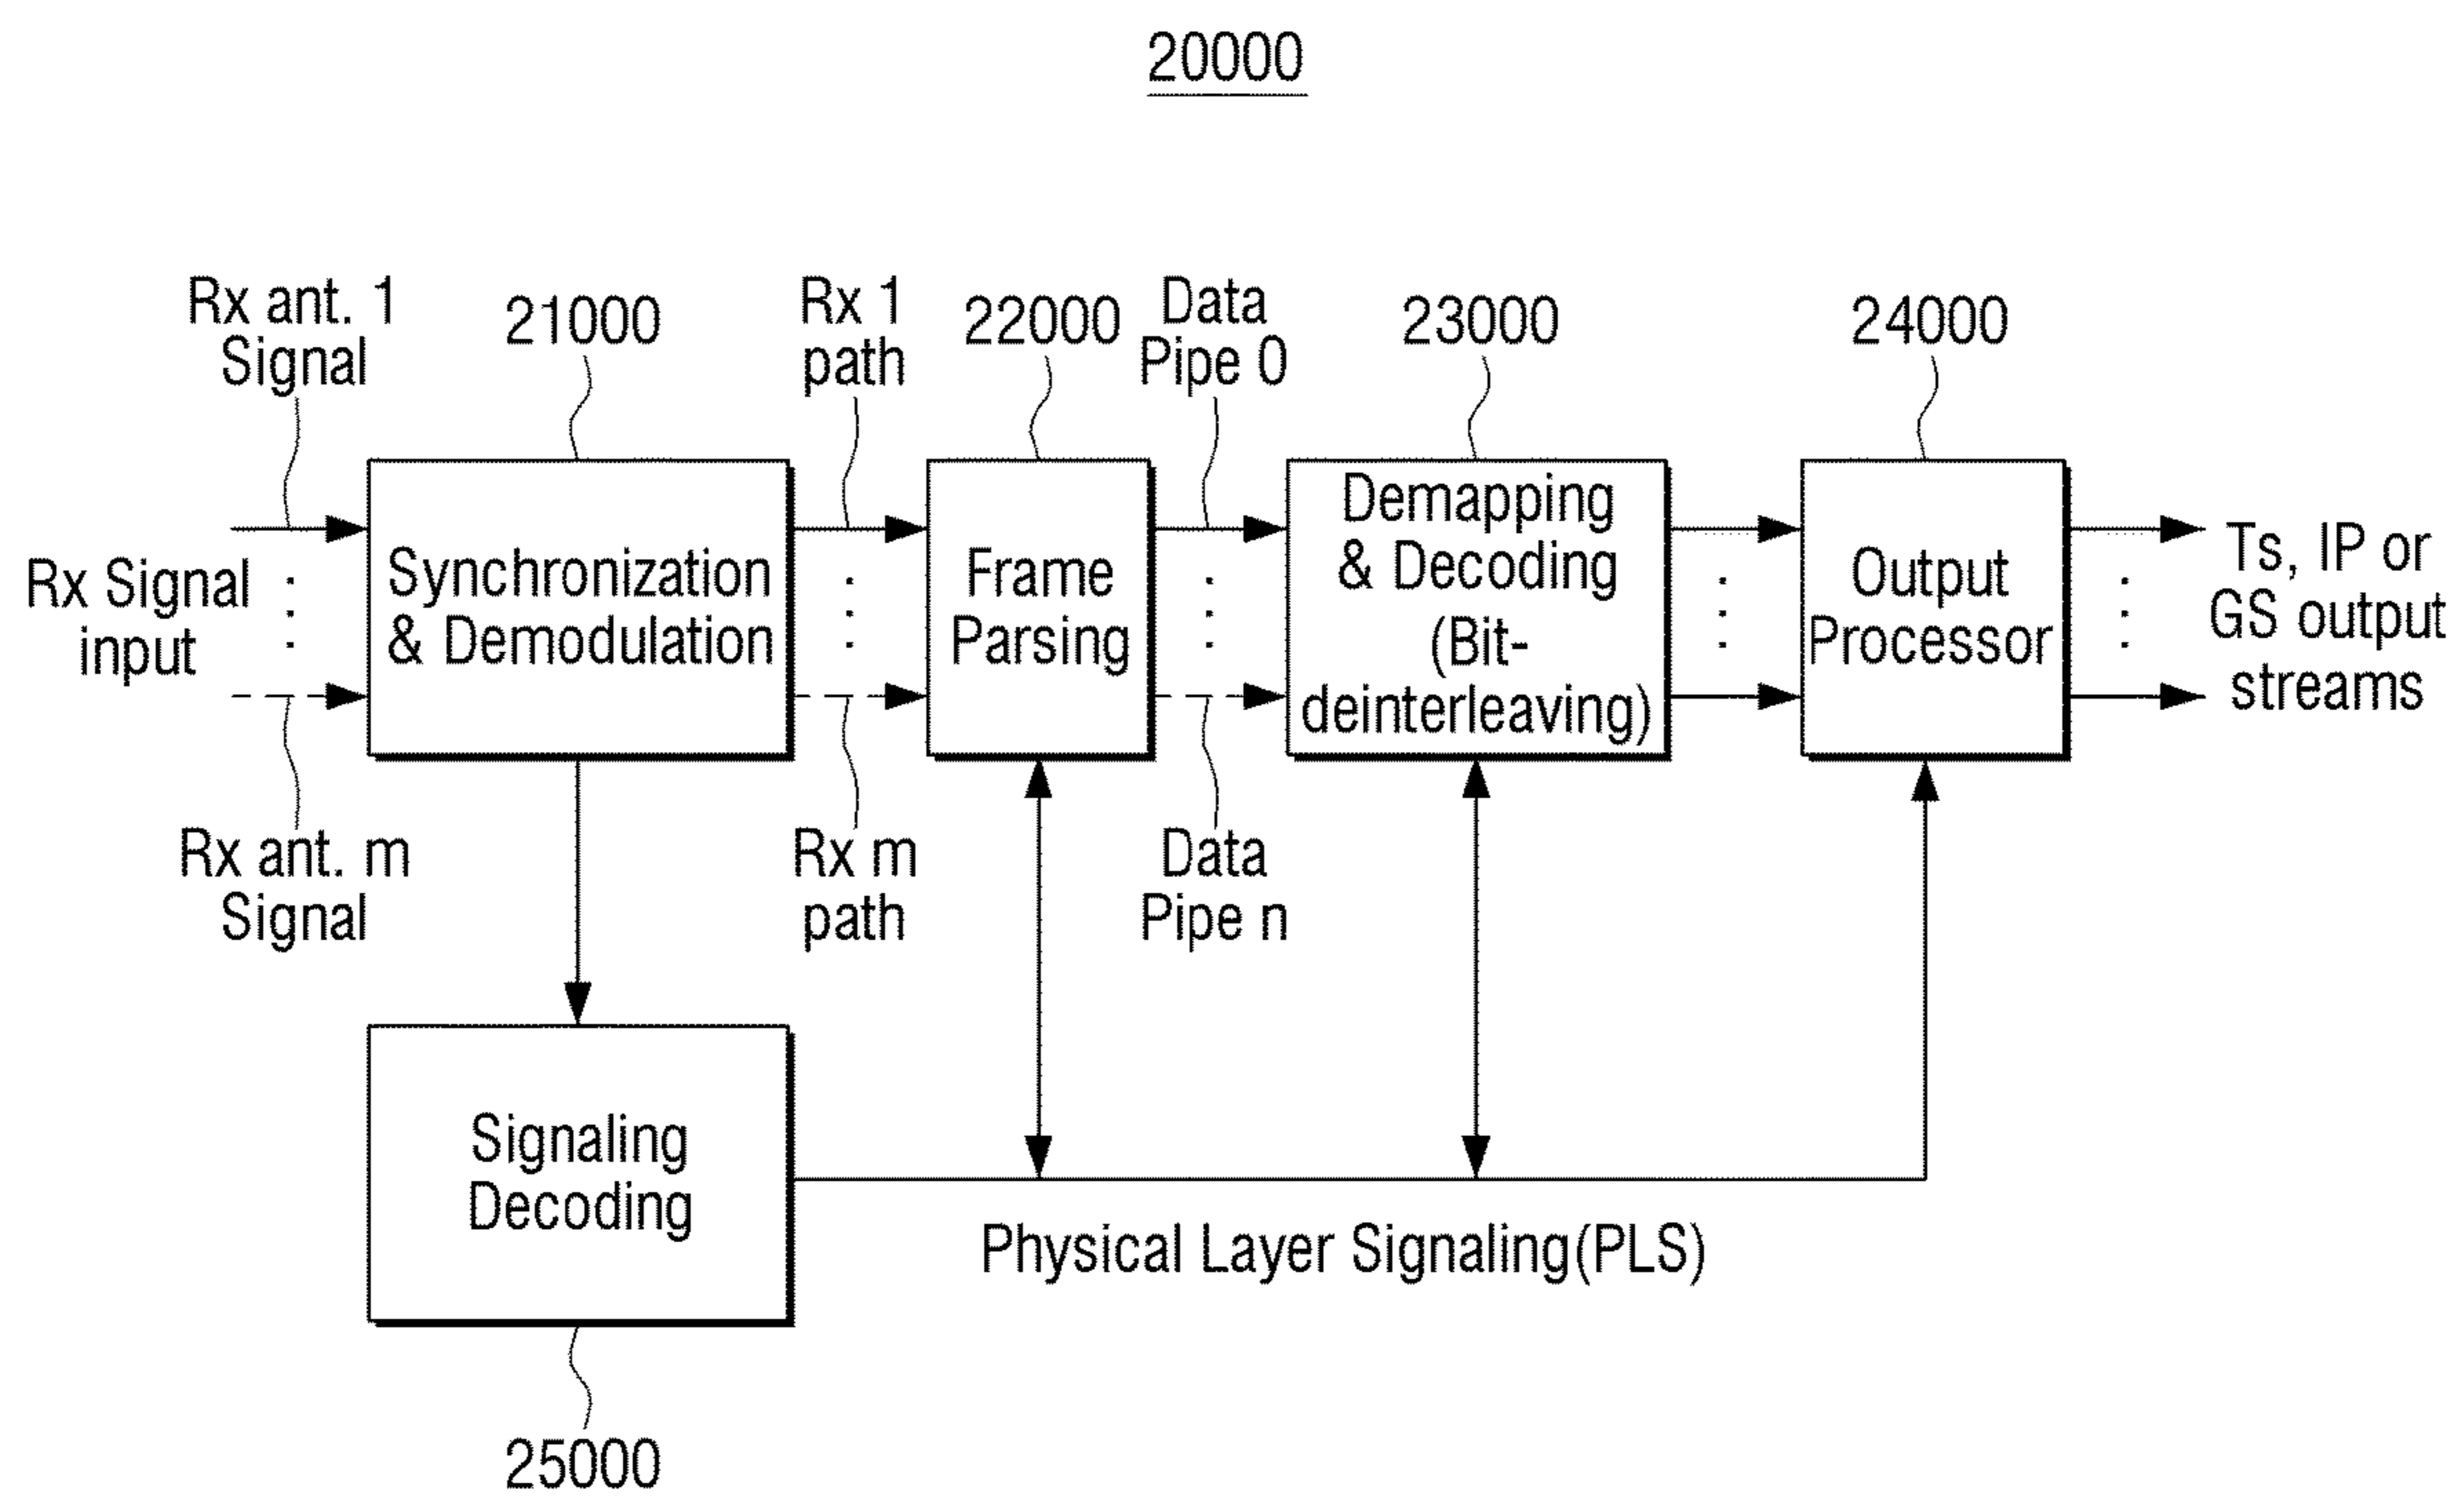 20000
Rx ant. 1
Signal
21000
Rx 1
path
22000
Data
Pipe 0
23000
24000
Rx Signal
input
Synchronization
& Demodulation
Frame
Parsing
Demapping
& Decoding
(Bit-
deinterleaving)
Output
Processor
Ts, IP or
GS output
streams
Rx ant. m
Signal
Rx m
path
Data
Pipe n
Signaling
Decoding
Physical Layer Signaling(PLS)
25000